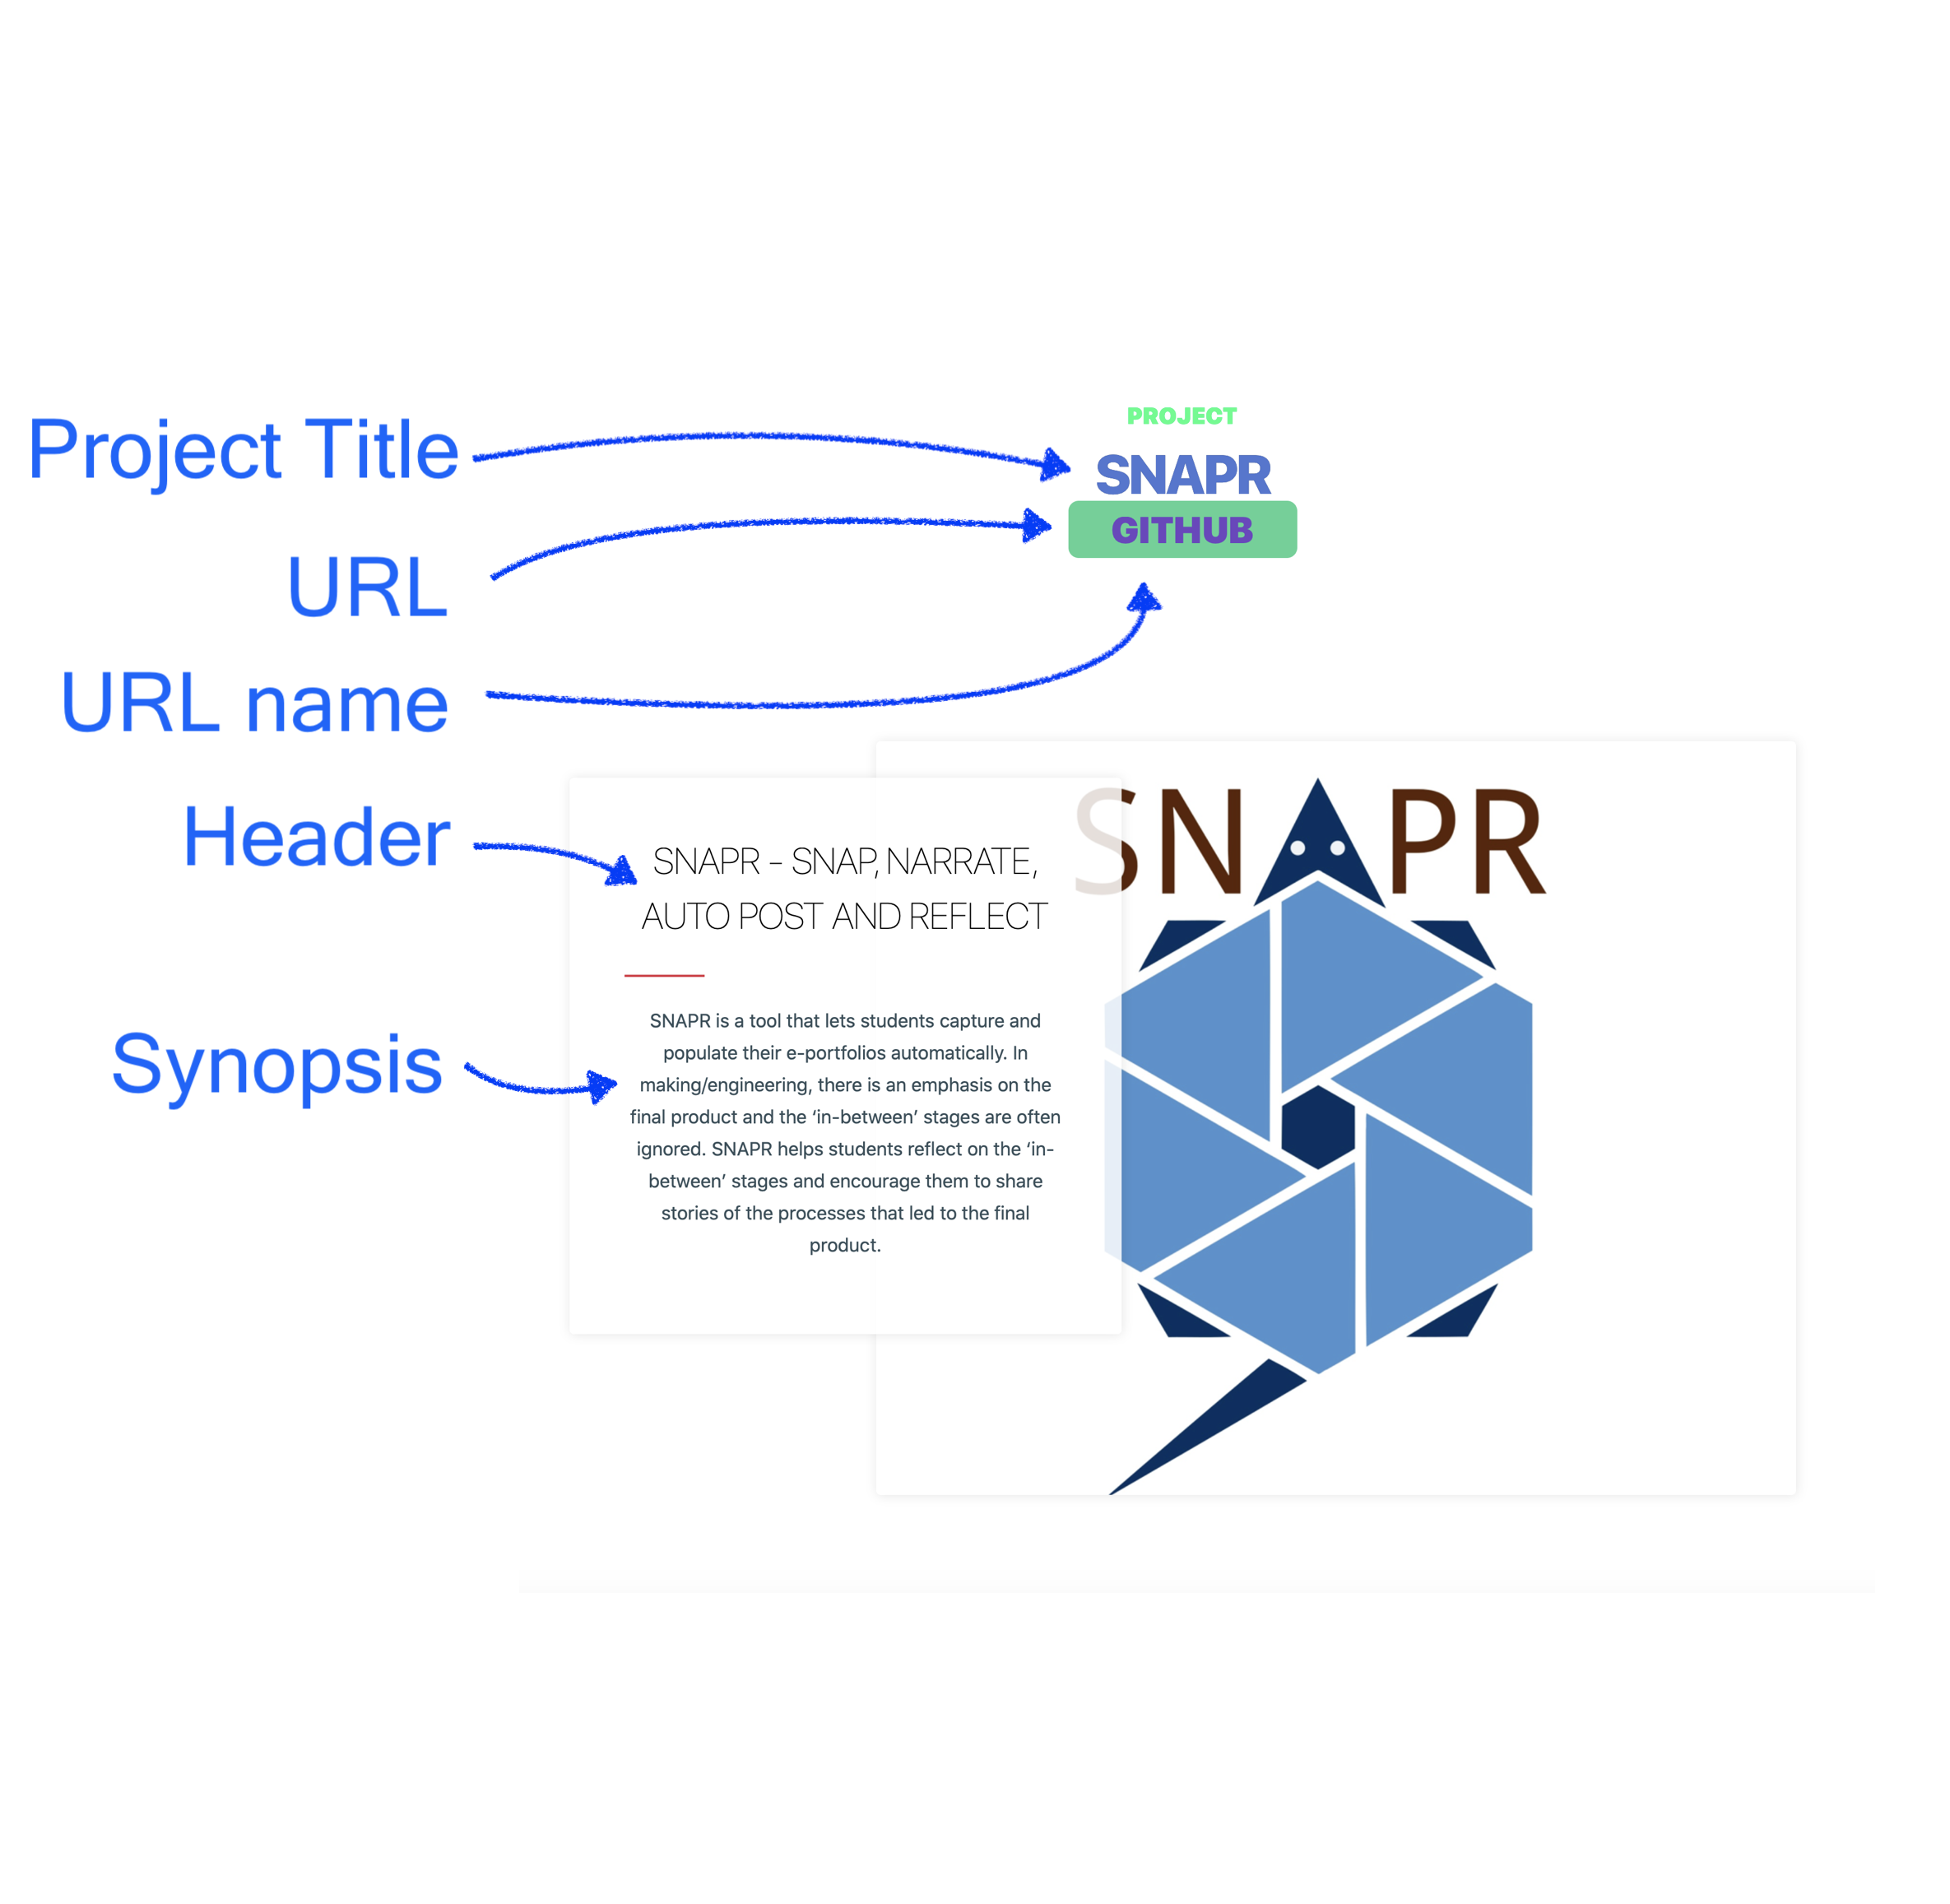 Project Title
URL
URL name
Header
Synopsis
PROJECT
SNAPR
GITHUB
SNAPR – SNAP, NARRATE,
AUTO POST AND REFLECT
SNAPR is a tool that lets students capture and
populate their e-portfolios automatically. In
making/engineering, there is an emphasis on the
final product and the ‘in-between’ stages are often
ignored. SNAPR helps students reflect on the ‘in-
between’ stages and encourage them to share
stories of the processes that led to the final
product.
SNAPR